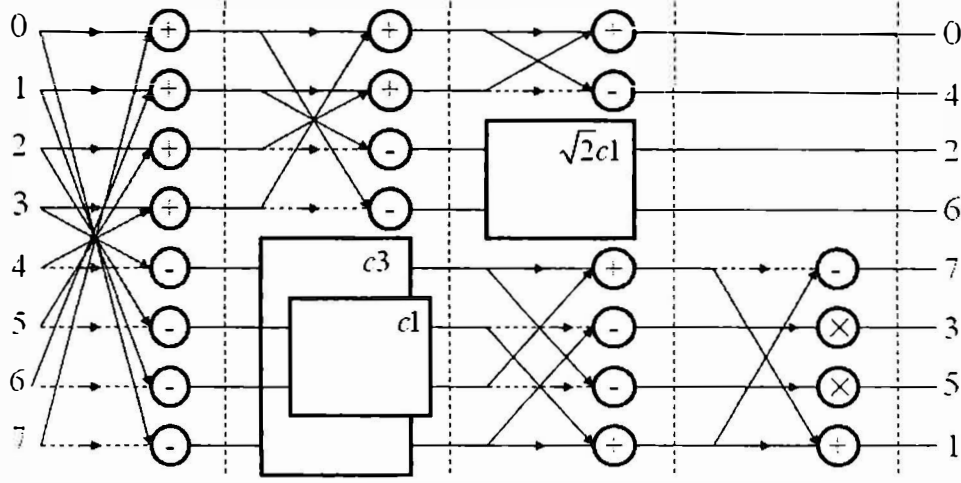 0 + + + 0
1 + + - 4
2 + - √2c1 2
3 + - 6
4 - c3 + - 7
5 - c1 - × 3
6 - - × 5
7 - + + 1